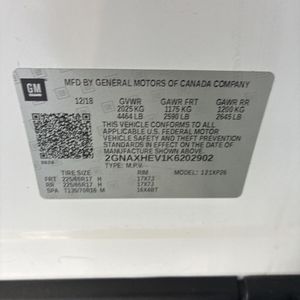 GM
MFD BY GENERAL MOTORS OF CANADA COMPANY
12/18 GVWR GAWR FRT GAWR RR
2025 KG 1175 KG 1200 KG
4464 LB 2590 LB 2645 LB
THIS VEHICLE CONFORMS TO ALL
APPLICABLE U.S. FEDERAL MOTOR
VEHICLE SAFETY AND THEFT PREVENTION
STANDARDS IN EFFECT ON THE DATE OF
MANUFACTURE SHOWN ABOVE.
2GNAXHEV1K6202902
TYPE: M.P.V. 121XP26
TIRE SIZE RIM
FRT 225/65R17 H 17X7J
RR 225/65R17 H 17X7J
SPA T135/70R16 M 16X4BT